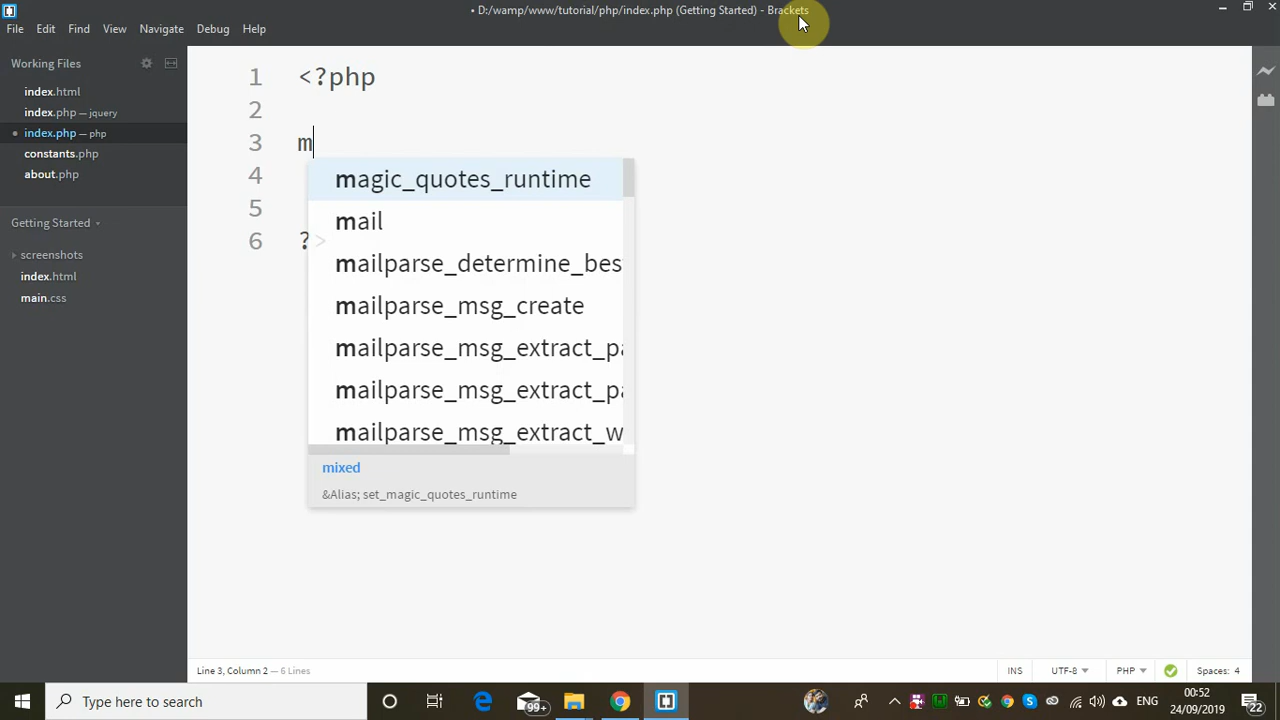 • D:/wamp/www/tutorial/php/index.php (Getting Started) - Brackets
File Edit Find View Navigate Debug Help
Working Files
index.html
index.php — jquery
index.php — php
constants.php
about.php
Getting Started
screenshots
index.html
main.css
1 <?php
2
3 m
4
5
6 ?>
magic_quotes_runtime
mail
mailparse_determine_bes
mailparse_msg_create
mailparse_msg_extract_pa
mailparse_msg_extract_pa
mailparse_msg_extract_w
mixed
&Alias; set_magic_quotes_runtime
Line 3, Column 2 — 6 Lines
INS UTF-8 PHP Spaces: 4
Type here to search
99+
ENG
00:52
24/09/2019
22